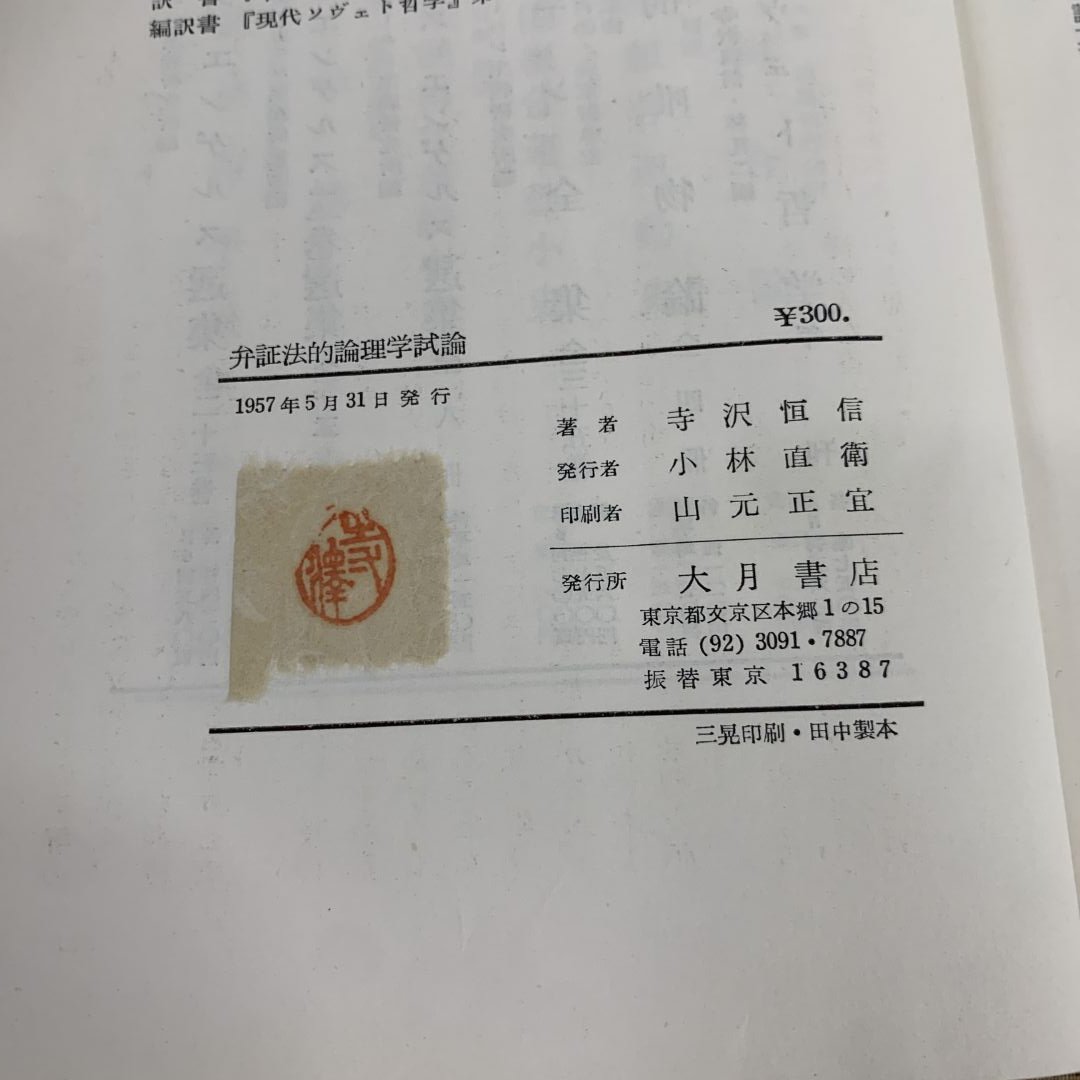 編訳書 『現代ソヴェト哲学』
¥300.
弁証法的論理学試論
1957年5月31日発行
著者 寺沢恒信
発行者 小林直衛
印刷者 山元正宜
寺澤
発行所 大月書店
東京都文京区本郷1の15
電話 (92) 3091・7887
振替東京 16387
三晃印刷・田中製本